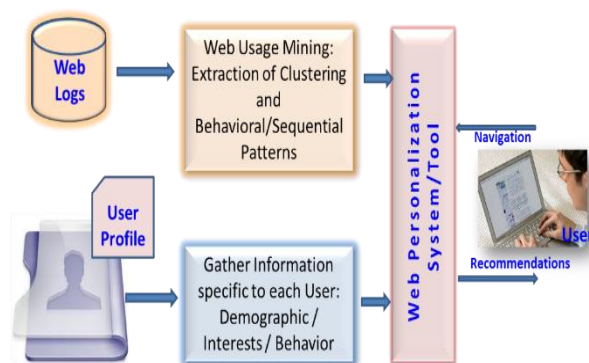 Web
Logs
Web Usage Mining:
Extraction of Clustering
and
Behavioral/Sequential
Patterns
User
Profile
Gather Information
specific to each User:
Demographic /
Interests / Behavior
Web Personalization
System/Tool
Navigation
User
Recommendations